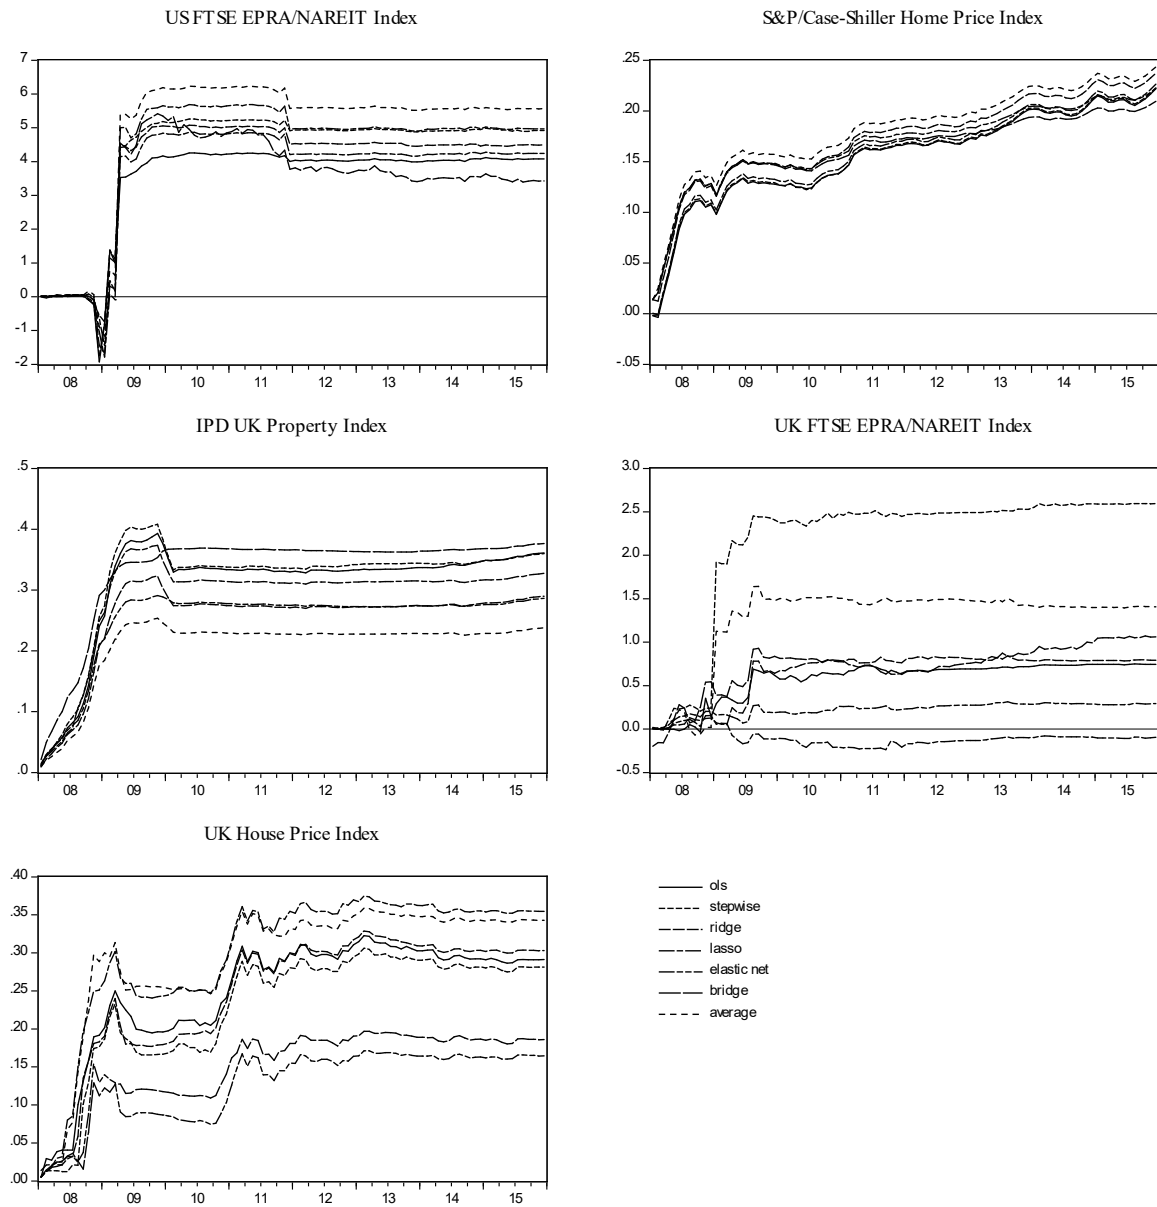 US FTSE EPRA/NAREIT Index
7
6
5
4
3
2
1
0
-1
-2
08 09 10 11 12 13 14 15
S&P/Case-Shiller Home Price Index
.25
.20
.15
.10
.05
.00
-.05
08 09 10 11 12 13 14 15
IPD UK Property Index
.5
.4
.3
.2
.1
.0
08 09 10 11 12 13 14 15
UK FTSE EPRA/NAREIT Index
3.0
2.5
2.0
1.5
1.0
0.5
0.0
-0.5
08 09 10 11 12 13 14 15
UK House Price Index
.40
.35
.30
.25
.20
.15
.10
.05
.00
08 09 10 11 12 13 14 15
ols
stepwise
ridge
lasso
elastic net
bridge
average